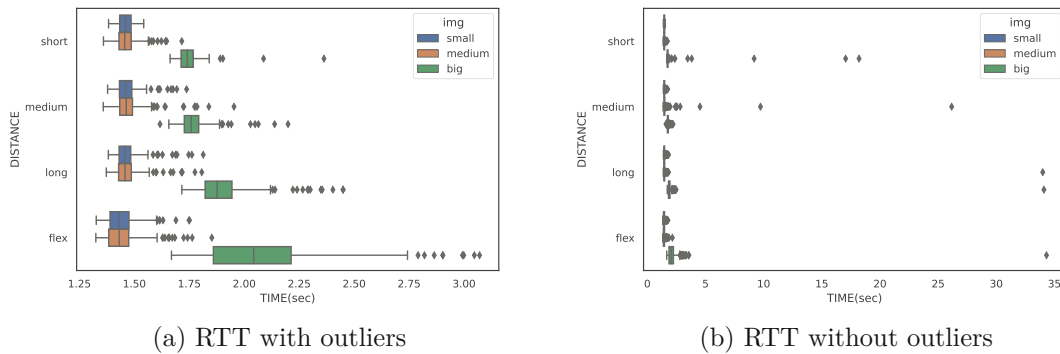 DISTANCE
short
medium
long
flex
img
small
medium
big
1.25 1.50 1.75 2.00 2.25 2.50 2.75 3.00
TIME(sec)
(a) RTT with outliers
DISTANCE
short
medium
long
flex
img
small
medium
big
0 5 10 15 20 25 30 35
TIME(sec)
(b) RTT without outliers